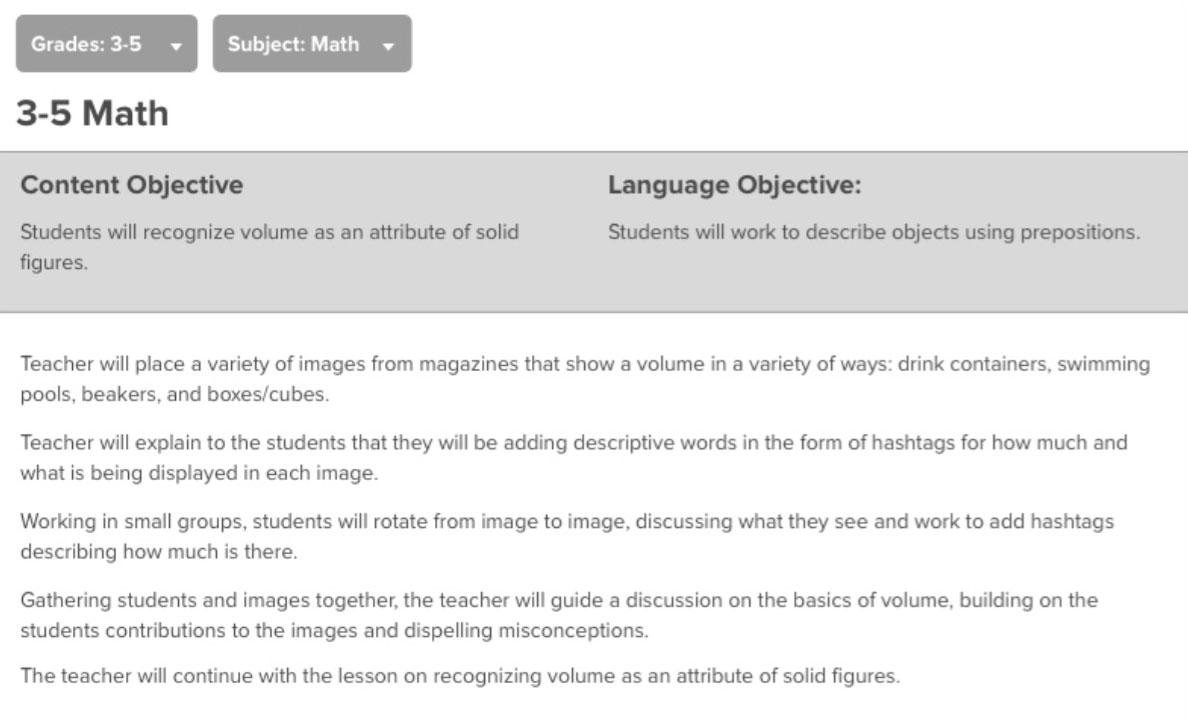 Grades: 3-5
Subject: Math
3-5 Math
Content Objective
Students will recognize volume as an attribute of solid
figures.
Language Objective:
Students will work to describe objects using prepositions.
Teacher will place a variety of images from magazines that show a volume in a variety of ways: drink containers, swimming
pools, beakers, and boxes/cubes.
Teacher will explain to the students that they will be adding descriptive words in the form of hashtags for how much and
what is being displayed in each image.
Working in small groups, students will rotate from image to image, discussing what they see and work to add hashtags
describing how much is there.
Gathering students and images together, the teacher will guide a discussion on the basics of volume, building on the
students contributions to the images and dispelling misconceptions.
The teacher will continue with the lesson on recognizing volume as an attribute of solid figures.